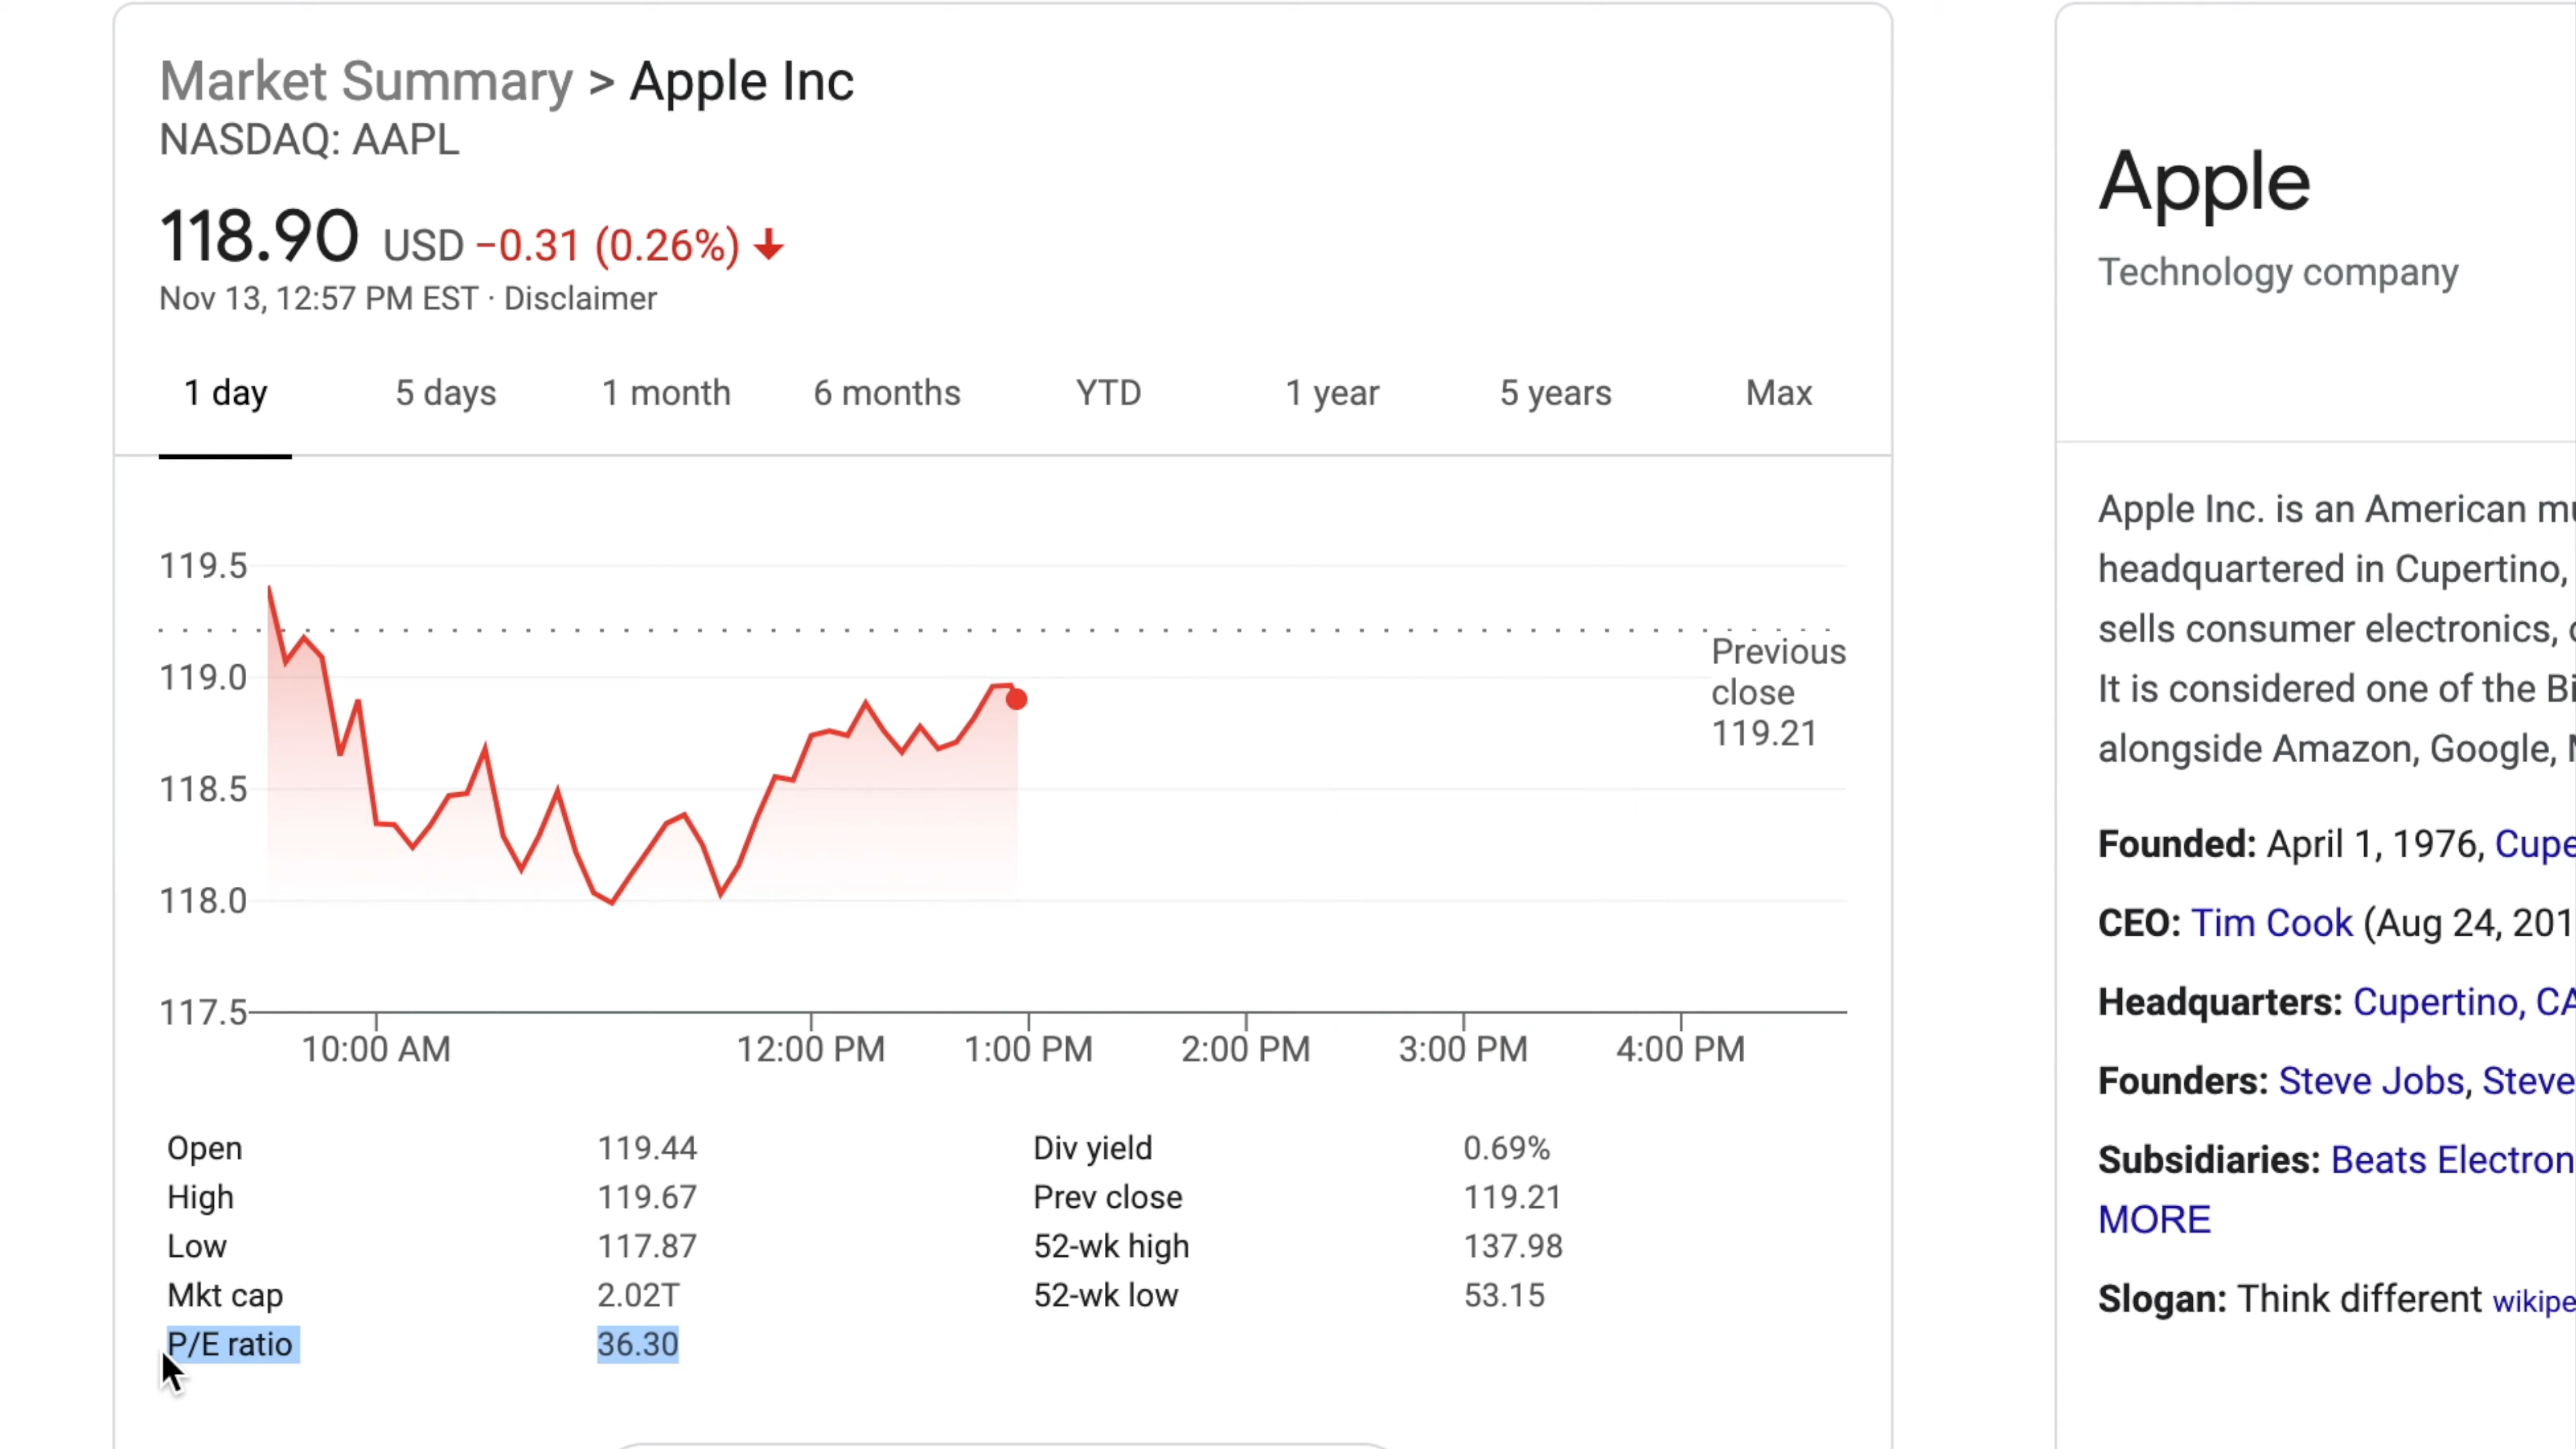 Market Summary > Apple Inc
NASDAQ: AAPL
118.90 USD −0.31 (0.26%)
Nov 13, 12:57 PM EST · Disclaimer
1 day 5 days 1 month 6 months YTD 1 year 5 years Max
119.5
119.0
118.5
118.0
117.5
Previous
close
119.21
10:00 AM 12:00 PM 1:00 PM 2:00 PM 3:00 PM 4:00 PM
Open 119.44 Div yield 0.69%
High 119.67 Prev close 119.21
Low 117.87 52-wk high 137.98
Mkt cap 2.02T 52-wk low 53.15
P/E ratio 36.30
Apple
Technology company
Apple Inc. is an American
headquartered in Cupertino,
sells consumer electronics,
It is considered one of the
alongside Amazon, Google,
Founded: April 1, 1976,
CEO: Tim Cook (Aug 24,
Headquarters: Cupertino, CA
Founders: Steve Jobs, Steve
Subsidiaries: Beats
MORE
Slogan: Think different